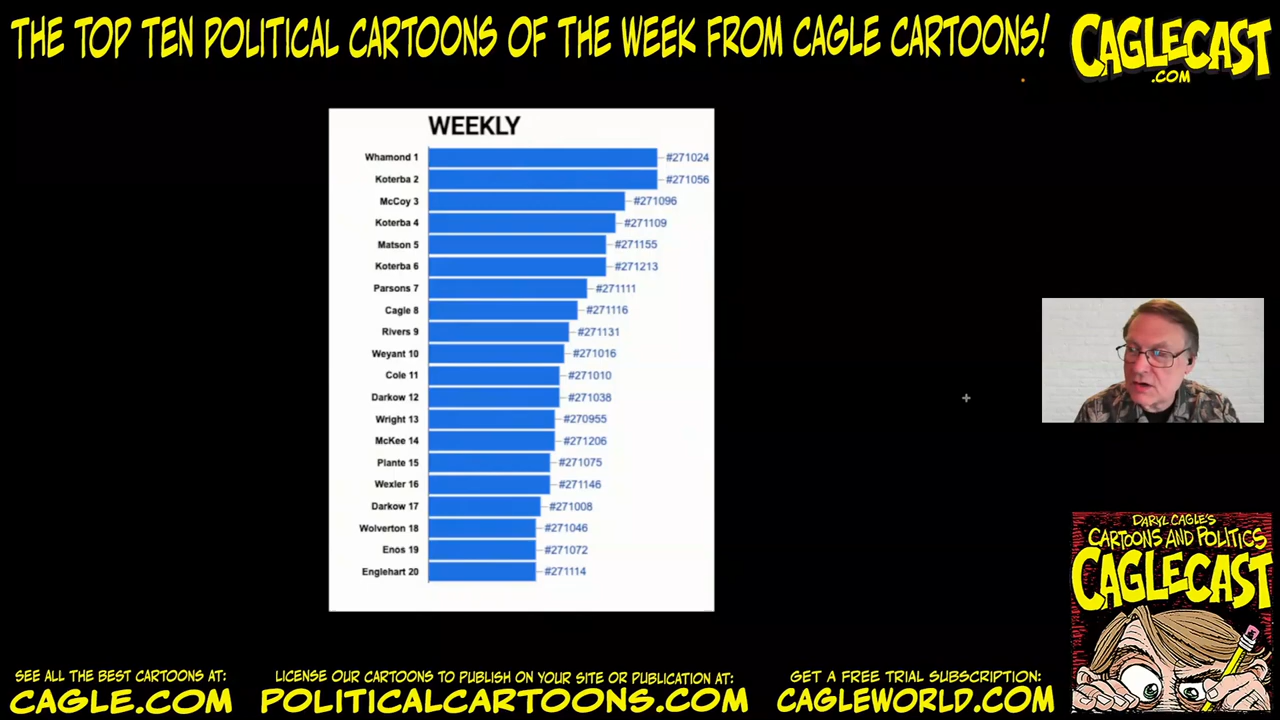 THE TOP TEN POLITICAL CARTOONS OF THE WEEK FROM CAGLE CARTOONS!
CAGLECAST
.COM
WEEKLY
Whamond 1 #271024
Koterba 2 #271056
McCoy 3 #271096
Koterba 4 #271109
Matson 5 #271155
Koterba 6 #271213
Parsons 7 #271111
Cagle 8 #271116
Rivers 9 #271131
Weyant 10 #271016
Cole 11 #271010
Darkow 12 #271038
Wright 13 #270955
McKee 14 #271206
Plante 15 #271075
Wexler 16 #271146
Darkow 17 #271008
Wolverton 18 #271046
Enos 19 #271072
Englehart 20 #271114
DARYL CAGLE'S
CARTOONS AND POLITICS
CAGLECAST
SEE ALL THE BEST CARTOONS AT:
CAGLE.COM
LICENSE OUR CARTOONS TO PUBLISH ON YOUR SITE OR PUBLICATION AT:
POLITICALCARTOONS.COM
GET A FREE TRIAL SUBSCRIPTION:
CAGLEWORLD.COM